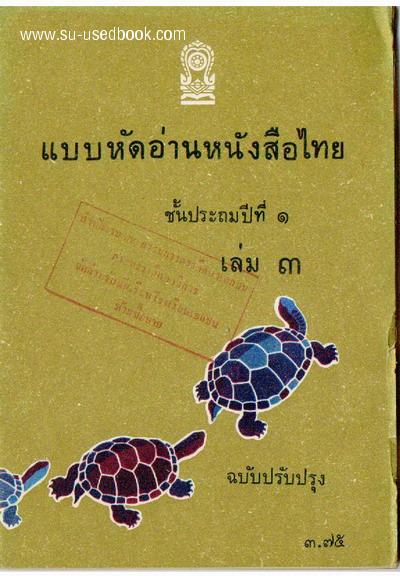 www.su-usedbook.com
แบบหัดอ่านหนังสือไทย
ชั้นประถมปีที่ ๑
เล่ม ๓
ฉบับปรับปรุง
๓.๗๕